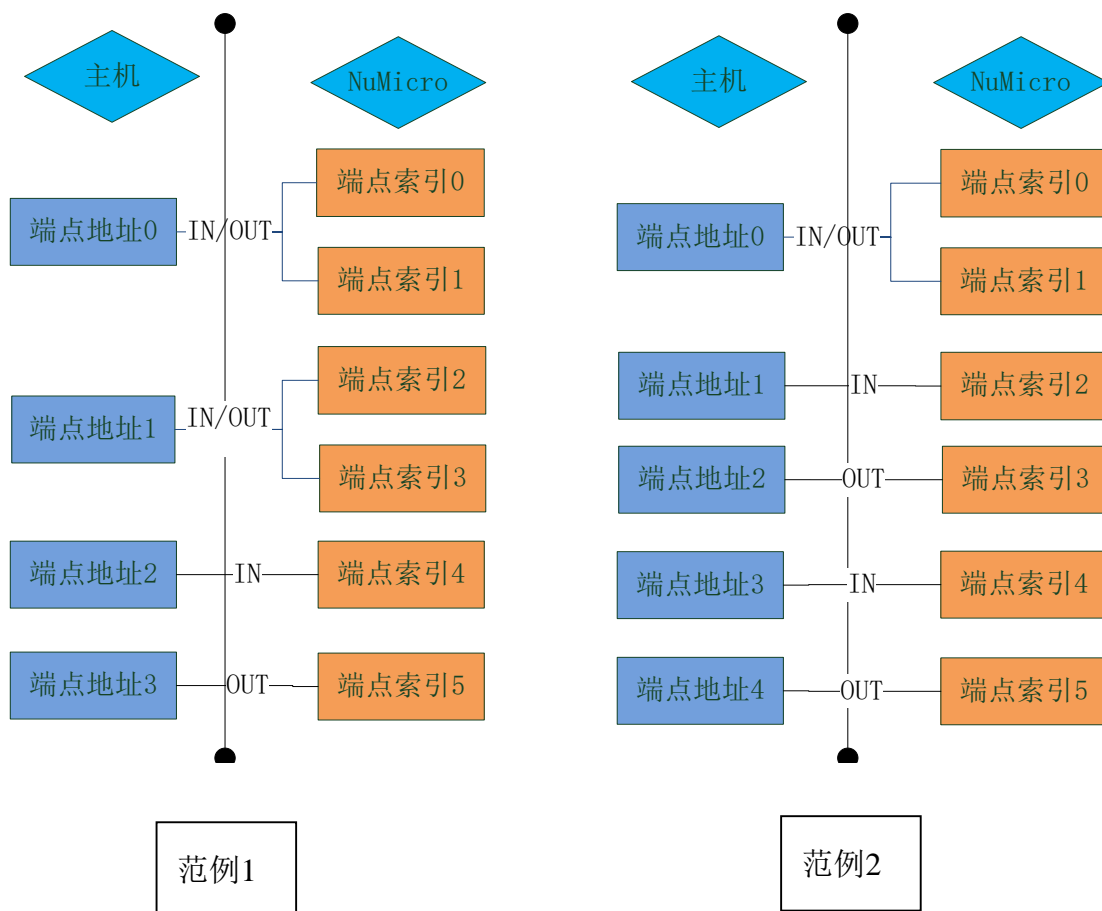 主机
NuMicro
端点索引0
端点地址0
IN/OUT
端点索引1
端点索引2
端点地址1
IN/OUT
端点索引3
端点地址2
IN
端点索引4
端点地址3
OUT
端点索引5
范例1
主机
NuMicro
端点索引0
端点地址0
IN/OUT
端点索引1
端点地址1
IN
端点索引2
端点地址2
OUT
端点索引3
端点地址3
IN
端点索引4
端点地址4
OUT
端点索引5
范例2